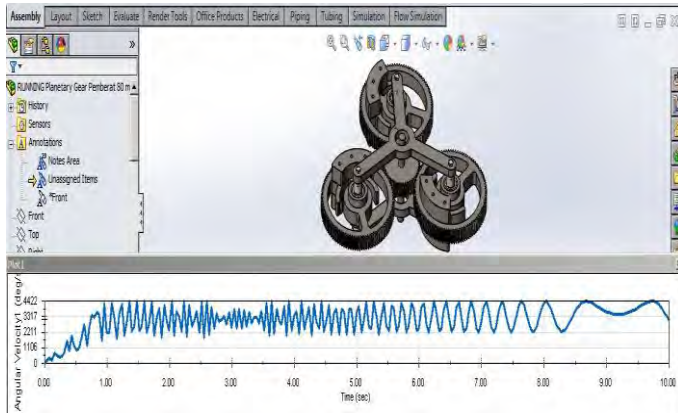 Assembly Layout Sketch Evaluate Render Tools Office Products Electrical Piping Tubing Simulation Flow Simulation
»
RUNNING Planetary Gear Pemberat 80 m
History
Sensors
Annotations
Notes Area
Unassigned Items
*Front
Front
Top
Right
Angular Velocity1 (deg/
4422
3317
2211
1106
0
0.00 1.00 2.00 3.00 4.00 5.00 6.00 7.00 8.00 9.00 10.00
Time (sec)